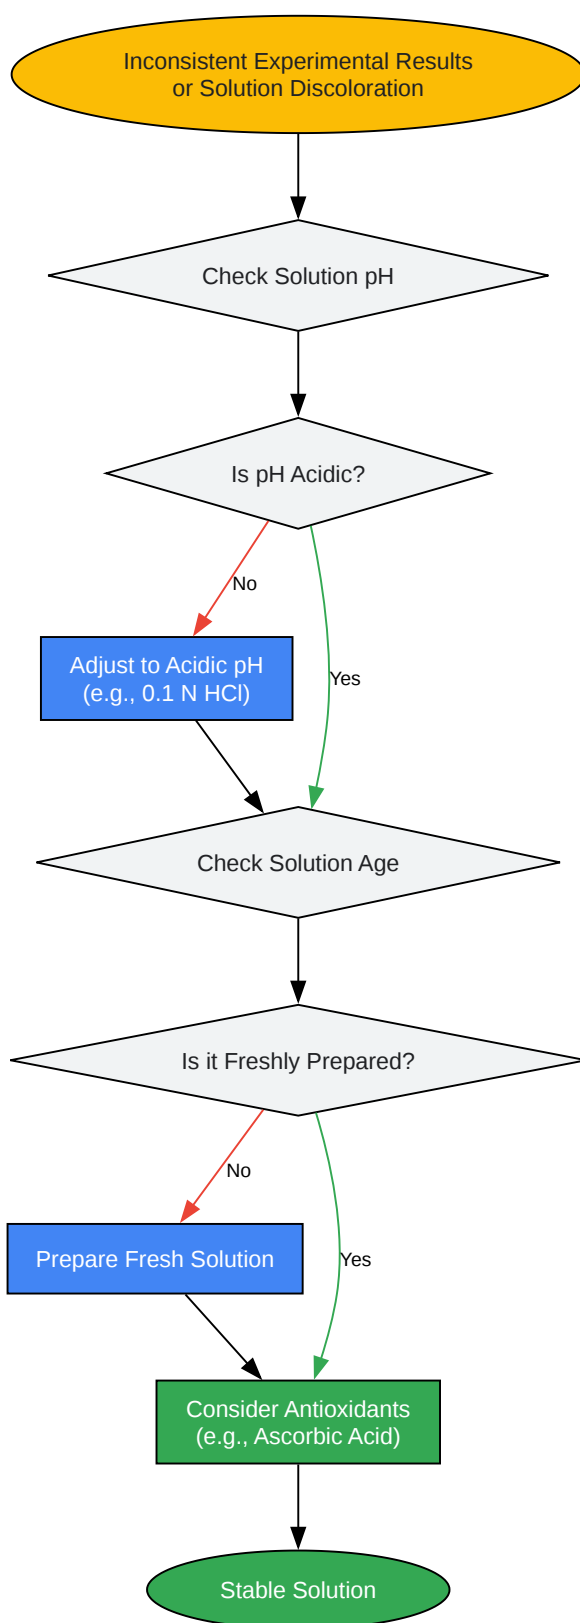 Inconsistent Experimental Results
or Solution Discoloration
Check Solution pH
Is pH Acidic?
No
Adjust to Acidic pH
(e.g., 0.1 N HCl)
Yes
Check Solution Age
Is it Freshly Prepared?
No
Prepare Fresh Solution
Yes
Consider Antioxidants
(e.g., Ascorbic Acid)
Stable Solution